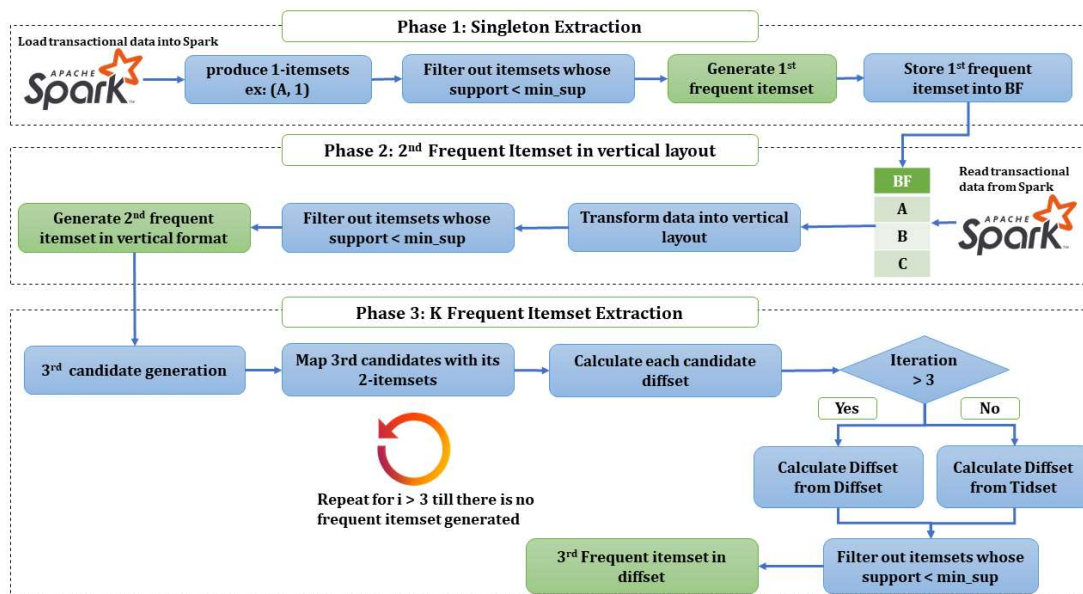 Phase 1: Singleton Extraction
Load transactional data into Spark
APACHE
Spark™
produce 1-itemsets
ex: (A, 1)
Filter out itemsets whose
support < min_sup
Generate 1st
frequent itemset
Store 1st frequent
itemset into BF
Phase 2: 2nd Frequent Itemset in vertical layout
Read transactional
data from Spark
BF
A
B
C
APACHE
Spark™
Transform data into vertical
layout
Filter out itemsets whose
support < min_sup
Generate 2nd frequent
itemset in vertical format
Phase 3: K Frequent Itemset Extraction
3rd candidate generation
Map 3rd candidates with its
2-itemsets
Calculate each candidate
diffset
Iteration
> 3
Yes
No
Calculate Diffset
from Diffset
Calculate Diffset
from Tidset
Repeat for i > 3 till there is no
frequent itemset generated
Filter out itemsets whose
support < min_sup
3rd Frequent itemset in
diffset